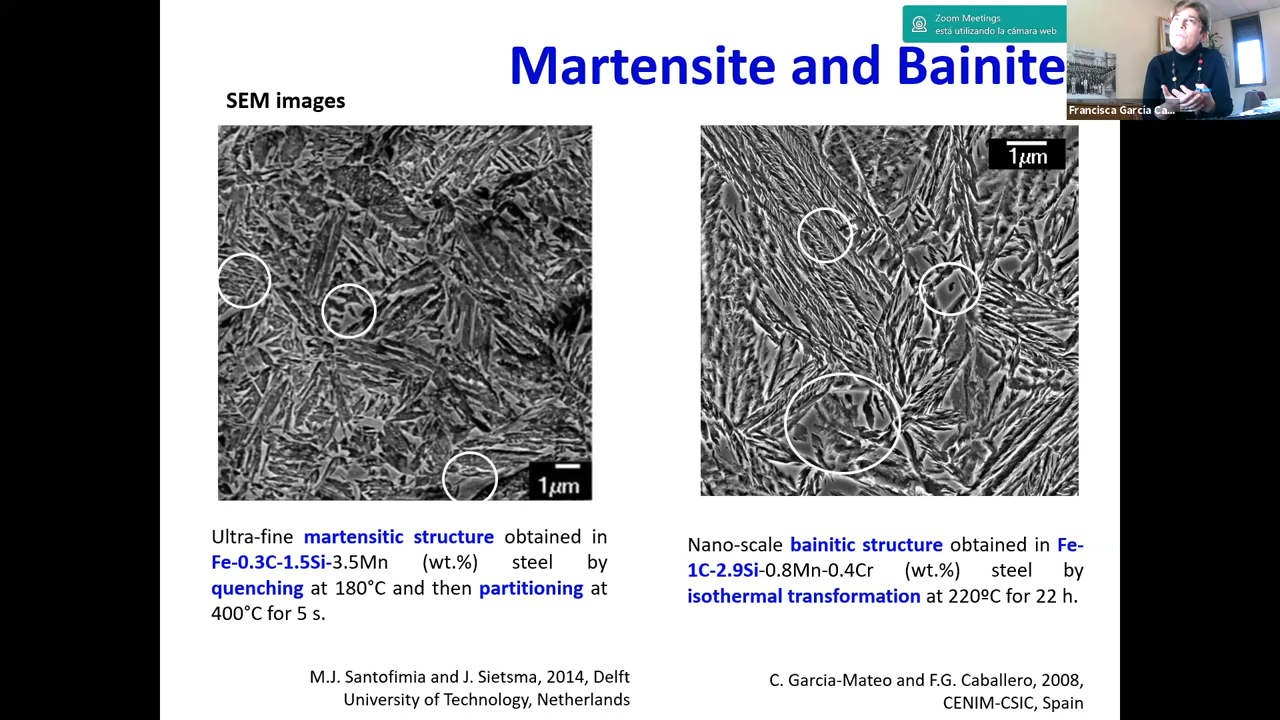 Zoom Meetings
está utilizando la cámara web
Martensite and Bainite
Francisca Garcia Ca...
SEM images
1μm
1μm
Ultra-fine martensitic structure obtained in
Fe-0.3C-1.5Si-3.5Mn (wt.%) steel by
quenching at 180°C and then partitioning at
400°C for 5 s.
M.J. Santofimia and J. Sietsma, 2014, Delft
University of Technology, Netherlands
Nano-scale bainitic structure obtained in Fe-
1C-2.9Si-0.8Mn-0.4Cr (wt.%) steel by
isothermal transformation at 220ºC for 22 h.
C. Garcia-Mateo and F.G. Caballero, 2008,
CENIM-CSIC, Spain